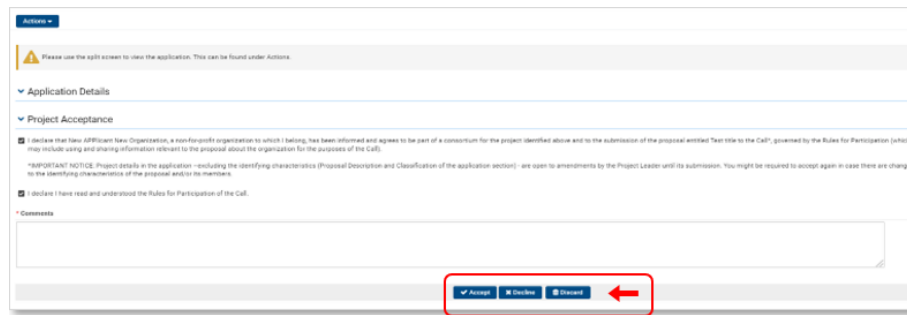 Actions
Please use the split screen to view the application. This can be found under Actions.
Application Details
Project Acceptance
I declare that New APPlicant New Organization, a non-for-profit organization to which I belong, has been informed and agrees to be part of a consortium for the project identified above and to the submission of the proposal entitled Test title to the Call*, governed by the Rules for Participation (whic
may include using and sharing information relevant to the proposal about the organization for the purposes of the Call).
*IMPORTANT NOTICE. Project details in the application –excluding the identifying characteristics (Proposal Description and Classification of the application section) - are open to amendments by the Project Leader until its submission. You might be required to accept again in case there are chang
to the identifying characteristics of the proposal and/or its members.
I declare I have read and understood the Rules for Participation of the Call.
* Comments
Accept Decline Discard